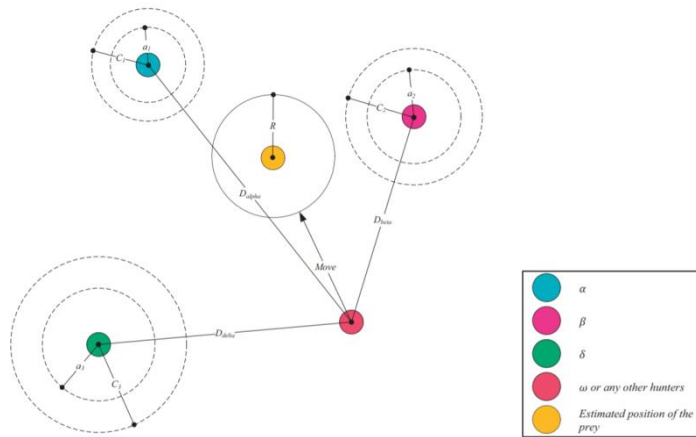 a1
C1
a2
C2
R
Dalpha
Dbeta
Move
Ddelta
a3
C3
α
β
δ
ω or any other hunters
Estimated position of the
prey